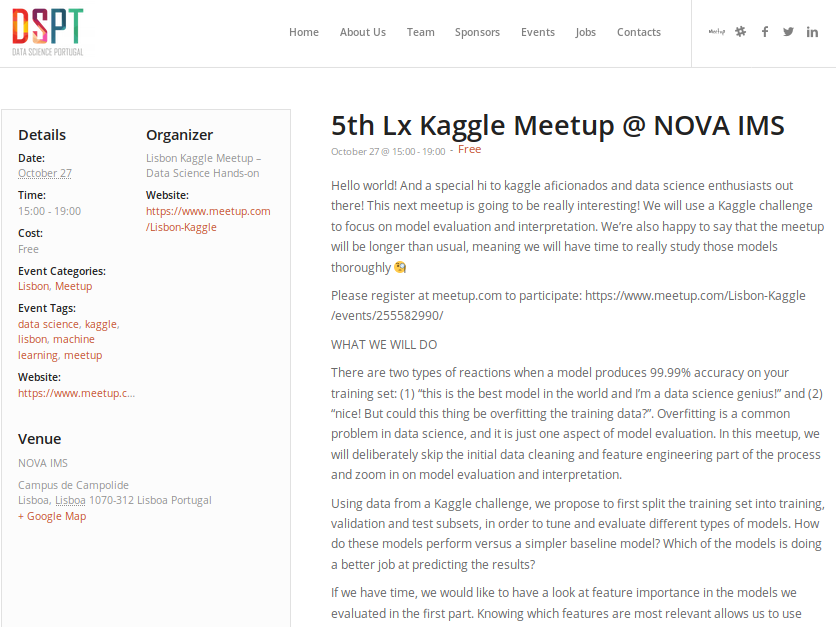 DSPT
DATA SCIENCE PORTUGAL
Home About Us Team Sponsors Events Jobs Contacts
meetup
Details
Date:
October 27
Time:
15:00 - 19:00
Cost:
Free
Event Categories:
Lisbon, Meetup
Event Tags:
data science, kaggle,
lisbon, machine
learning, meetup
Website:
https://www.meetup.c...
Organizer
Lisbon Kaggle Meetup –
Data Science Hands-on
Website:
https://www.meetup.com
/Lisbon-Kaggle
Venue
NOVA IMS
Campus de Campolide
Lisboa, Lisboa 1070-312 Lisboa Portugal
+ Google Map
5th Lx Kaggle Meetup @ NOVA IMS
October 27 @ 15:00 - 19:00 - Free
Hello world! And a special hi to kaggle aficionados and data science enthusiasts out
there! This next meetup is going to be really interesting! We will use a Kaggle challenge
to focus on model evaluation and interpretation. We’re also happy to say that the meetup
will be longer than usual, meaning we will have time to really study those models
thoroughly 🧐
Please register at meetup.com to participate: https://www.meetup.com/Lisbon-Kaggle
/events/255582990/
WHAT WE WILL DO
There are two types of reactions when a model produces 99.99% accuracy on your
training set: (1) “this is the best model in the world and I’m a data science genius!” and (2)
“nice! But could this thing be overfitting the training data?”. Overfitting is a common
problem in data science, and it is just one aspect of model evaluation. In this meetup, we
will deliberately skip the initial data cleaning and feature engineering part of the process
and zoom in on model evaluation and interpretation.
Using data from a Kaggle challenge, we propose to first split the training set into training,
validation and test subsets, in order to tune and evaluate different types of models. How
do these models perform versus a simpler baseline model? Which of the models is doing
a better job at predicting the results?
If we have time, we would like to have a look at feature importance in the models we
evaluated in the first part. Knowing which features are most relevant allows us to use